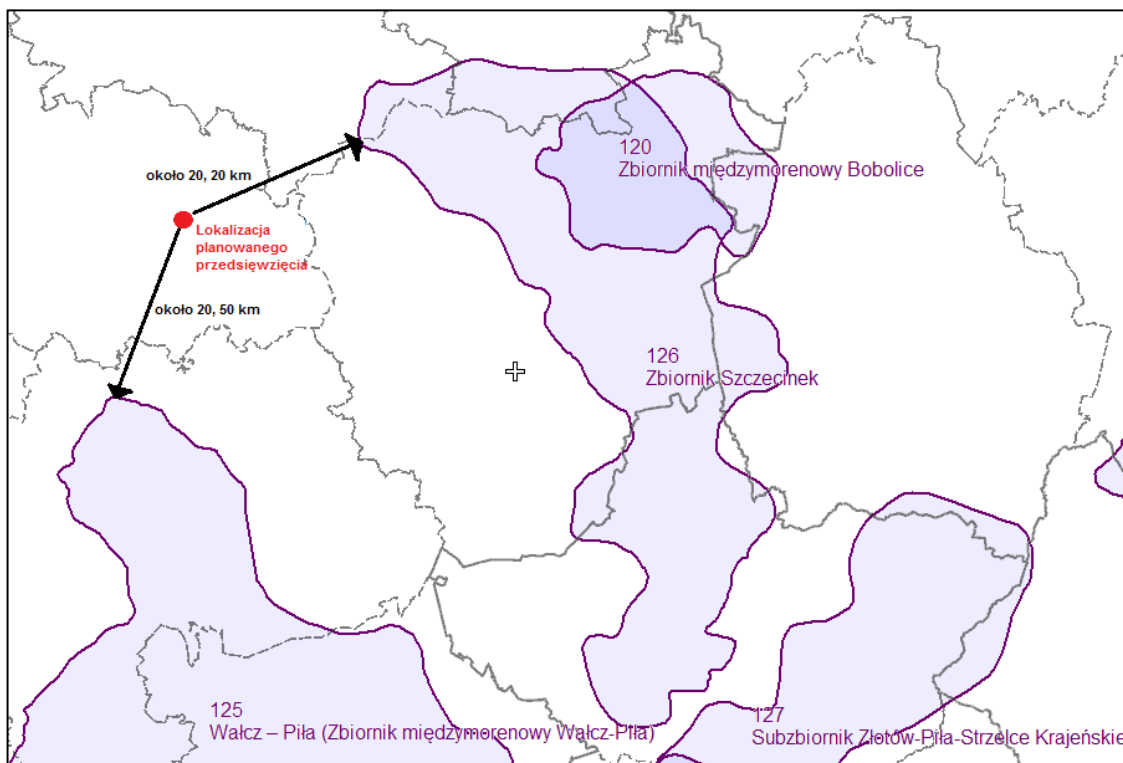 120
Zbiornik międzymorenowy Bobolice
około 20, 20 km
Lokalizacja
planowanego
przedsięwzięcia
około 20, 50 km
126
Zbiornik Szczecinek
125
Wałcz – Piła (Zbiornik międzymorenowy Wałcz-Piła)
127
Subzbiornik Złotów-Piła-Strzelce Krajeńskie